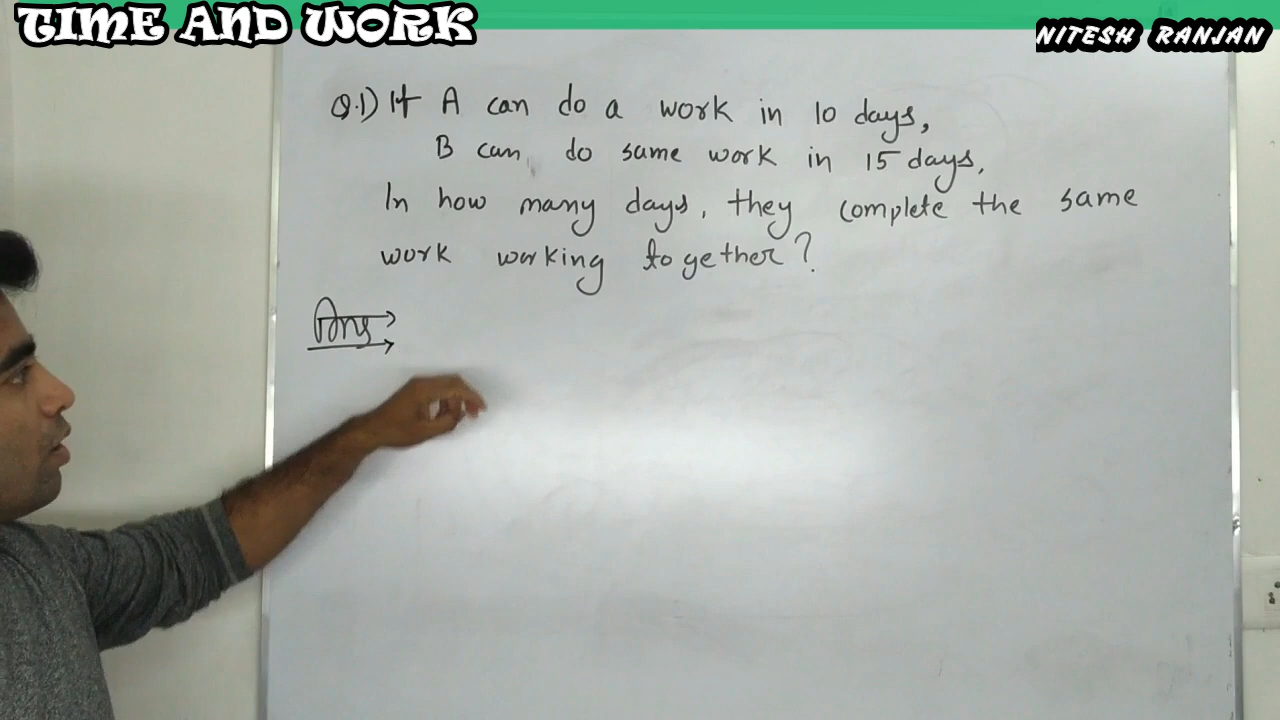 TIME AND WORK
NITESH RANJAN
Q.1) If A can do a work in 10 days,
B can do same work in 15 days,
In how many days, they complete the same
work working together?
Ans